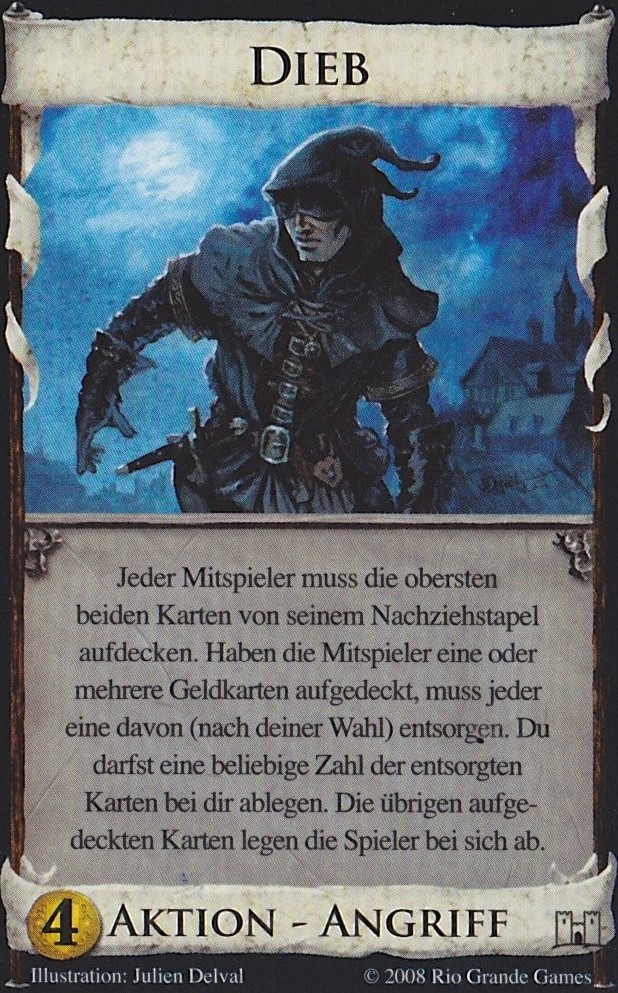 DIEB
Jeder Mitspieler muss die obersten
beiden Karten von seinem Nachziehstapel
aufdecken. Haben die Mitspieler eine oder
mehrere Geldkarten aufgedeckt, muss jeder
eine davon (nach deiner Wahl) entsorgen. Du
darfst eine beliebige Zahl der entsorgten
Karten bei dir ablegen. Die übrigen aufge-
deckten Karten legen die Spieler bei sich ab.
4 AKTION - ANGRIFF
Illustration: Julien Delval © 2008 Rio Grande Games